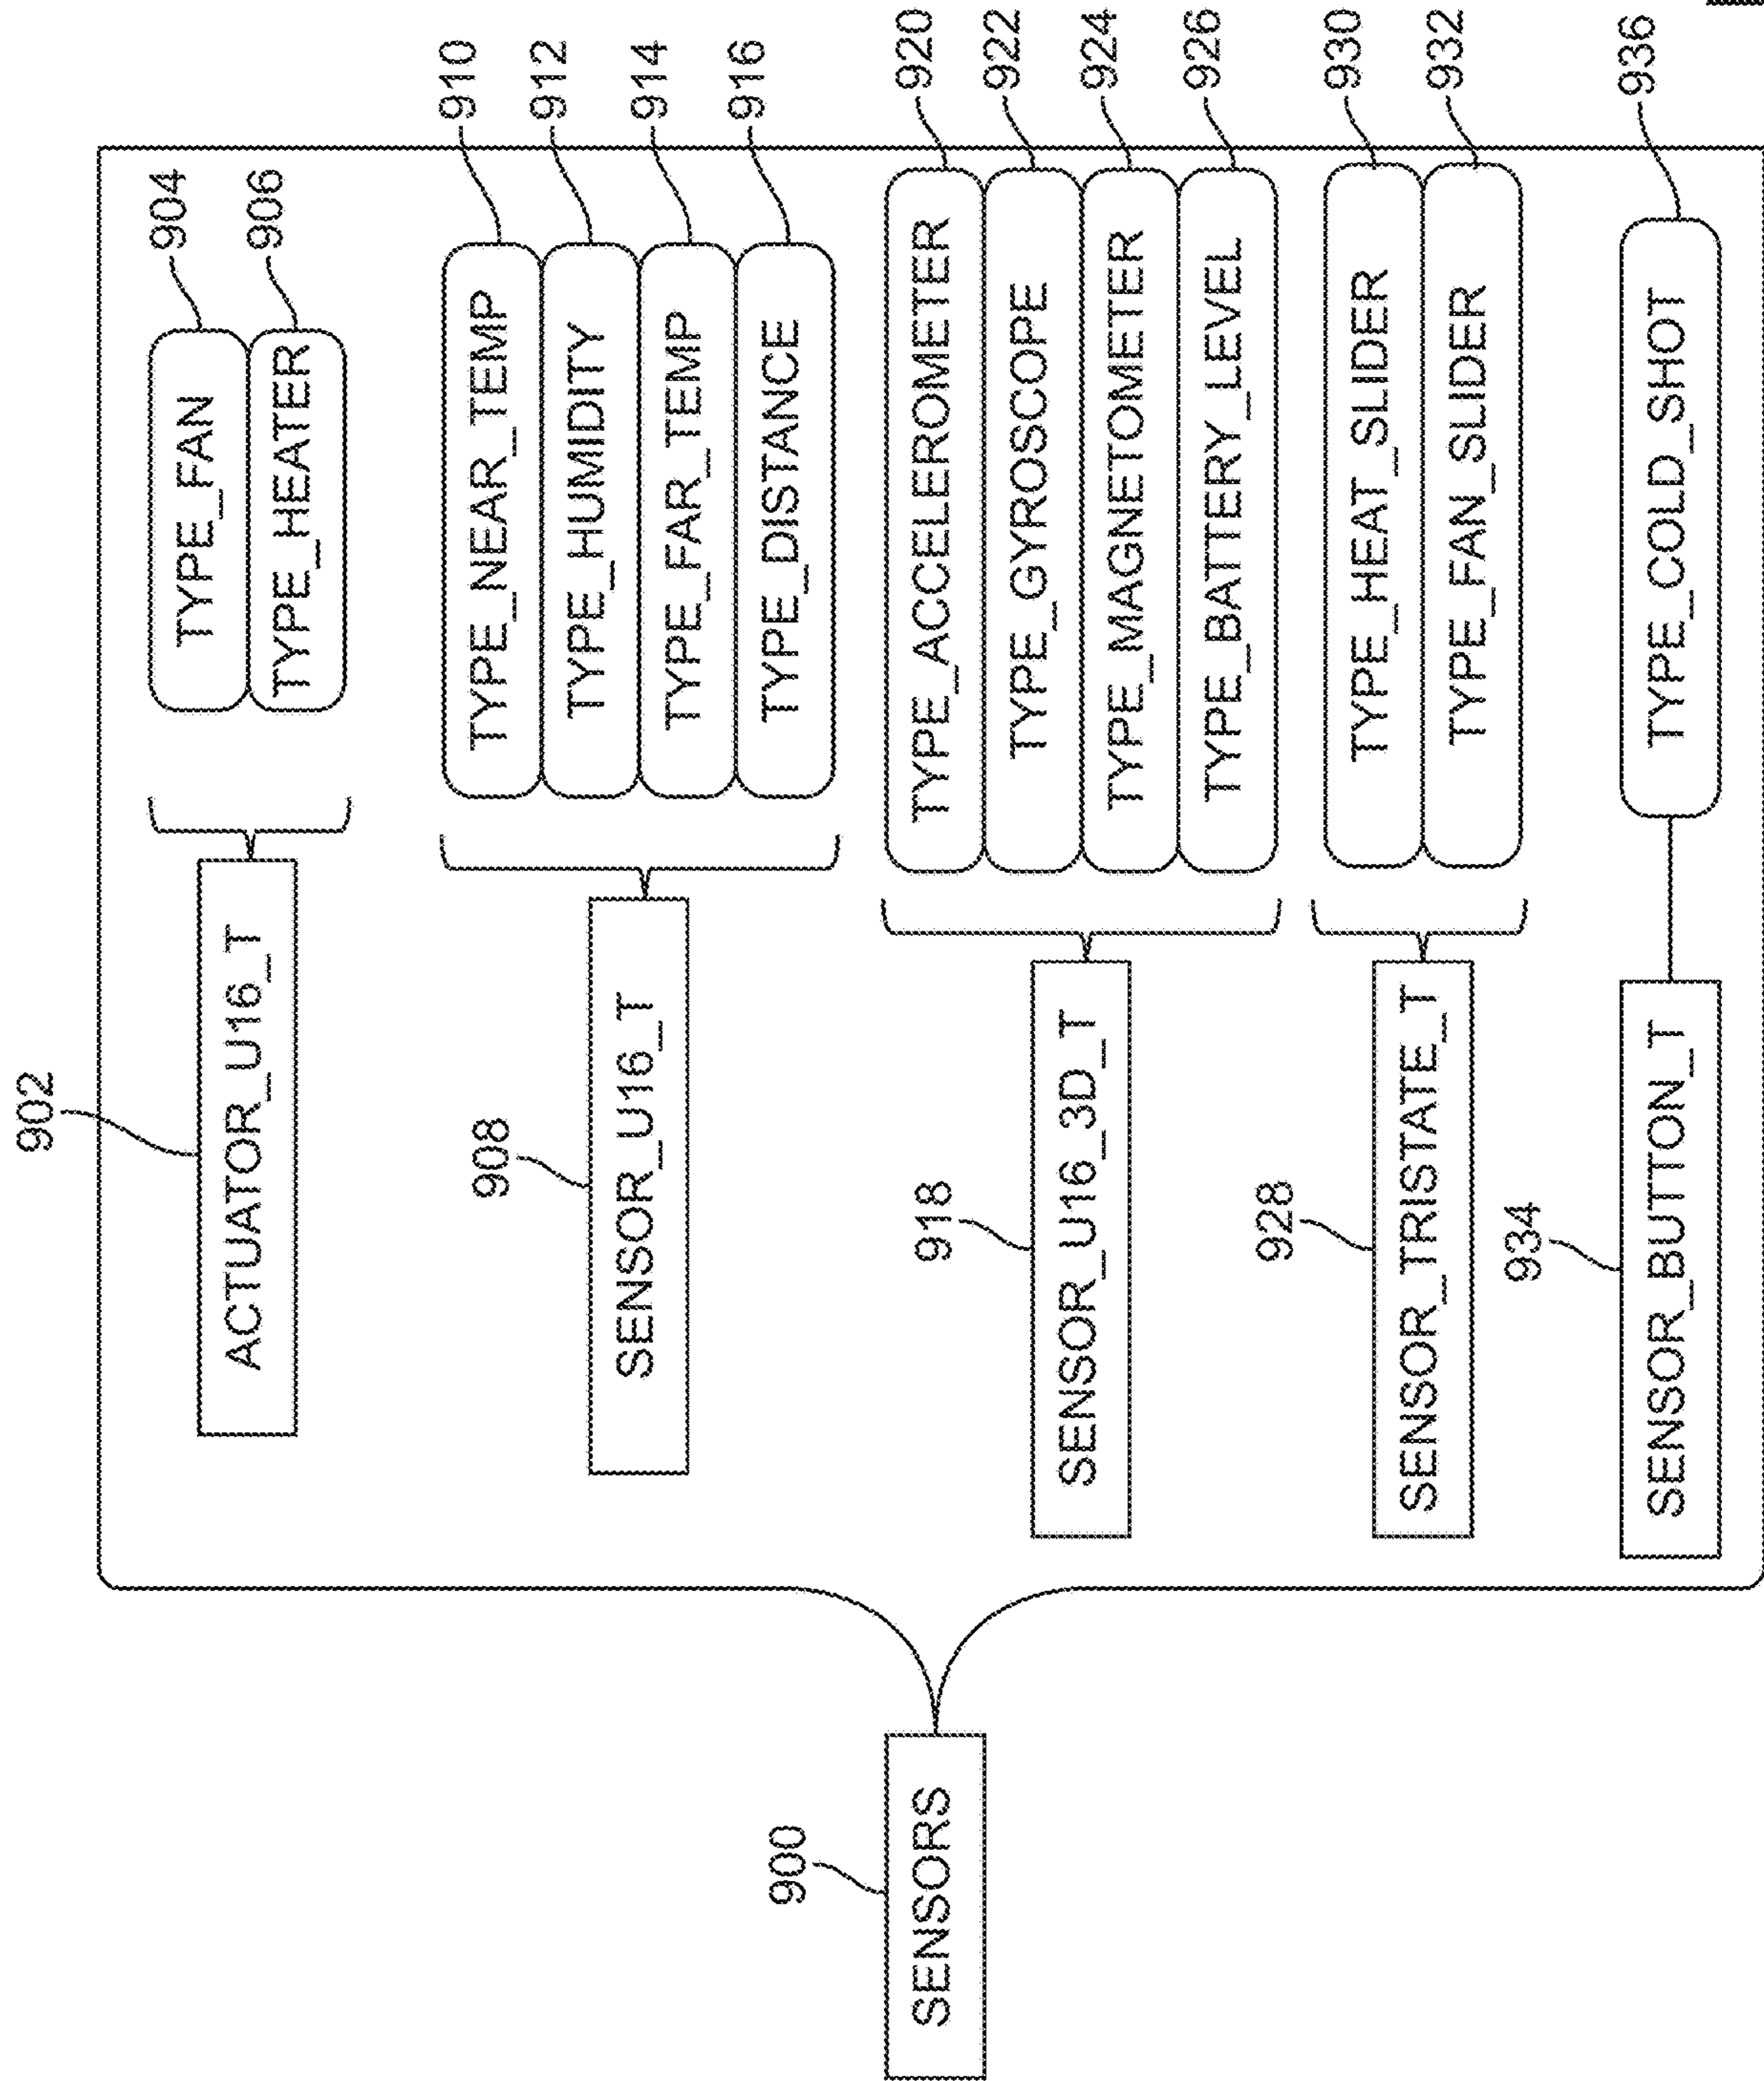 900
SENSORS
902
ACTUATOR_U16_T
TYPE_FAN
904
TYPE_HEATER
906
908
SENSOR_U16_T
TYPE_NEAR_TEMP
910
TYPE_HUMIDITY
912
TYPE_FAR_TEMP
914
TYPE_DISTANCE
916
918
SENSOR_U16_3D_T
TYPE_ACCELEROMETER
920
TYPE_GYROSCOPE
922
TYPE_MAGNETOMETER
924
TYPE_BATTERY_LEVEL
926
928
SENSOR_TRISTATE_T
TYPE_HEAT_SLIDER
930
TYPE_FAN_SLIDER
932
934
SENSOR_BUTTON_T
TYPE_COLD_SHOT
936